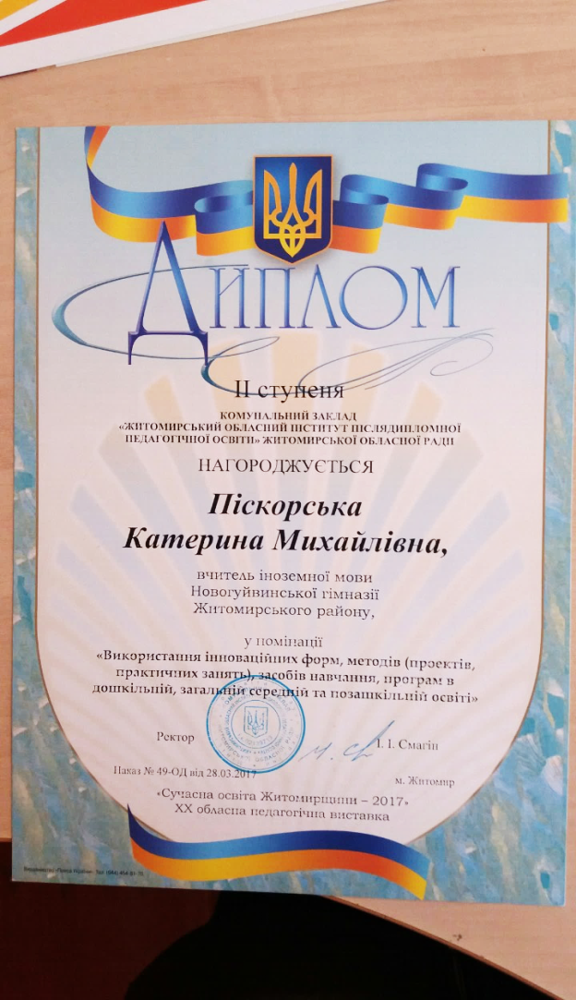 ДИПЛОМ
ІІ ступеня
КОМУНАЛЬНИЙ ЗАКЛАД
«ЖИТОМИРСЬКИЙ ОБЛАСНИЙ ІНСТИТУТ ПІСЛЯДИПЛОМНОЇ
ПЕДАГОГІЧНОЇ ОСВІТИ» ЖИТОМИРСЬКОЇ ОБЛАСНОЇ РАДИ
НАГОРОДЖУЄТЬСЯ
Піскорська
Катерина Михайлівна,
вчитель іноземної мови
Новогуйвинської гімназії
Житомирського району,
у номінації
«Використання інноваційних форм, методів (проектів,
практичних занять), засобів навчання, програм в
дошкільній, загальній середній та позашкільній освіті»
Ректор І. І. Смагін
Наказ № 49-ОД від 28.03.2017 м. Житомир
«Сучасна освіта Житомирщини – 2017»
ХХ обласна педагогічна виставка